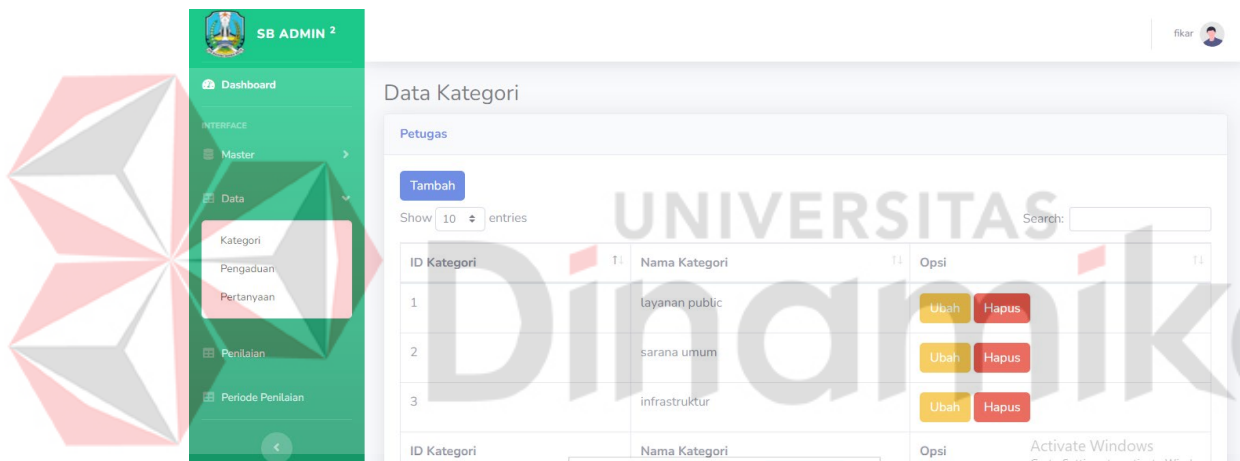 SB ADMIN 2
fikar
Dashboard
INTERFACE
Master
Data
Kategori
Pengaduan
Pertanyaan
Penilaian
Periode Penilaian
Data Kategori
Petugas
Tambah
Show 10 entries
Search:
ID Kategori Nama Kategori Opsi
1 layanan public Ubah Hapus
2 sarana umum Ubah Hapus
3 infrastruktur Ubah Hapus
ID Kategori Nama Kategori Opsi
Activate Windows
UNIVERSITAS
Dinamika